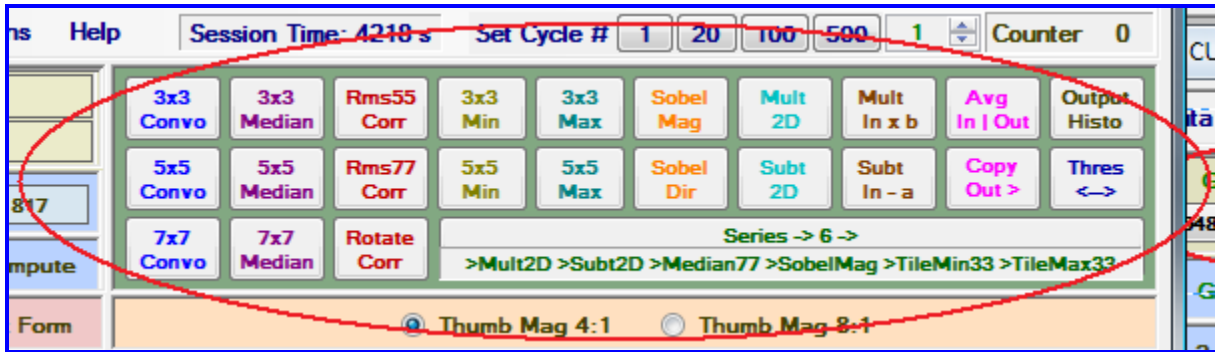 ns Help Session Time: 4218 s Set Cycle # 1 20 100 500 1 Counter 0
3x3 Convo
3x3 Median
Rms55 Corr
3x3 Min
3x3 Max
Sobel Mag
Mult 2D
Mult In x b
Avg In | Out
Output Histo
5x5 Convo
5x5 Median
Rms77 Corr
5x5 Min
5x5 Max
Sobel Dir
Subt 2D
Subt In - a
Copy Out >
Thres <-->
7x7 Convo
7x7 Median
Rotate Corr
Series -> 6 ->
>Mult2D >Subt2D >Median77 >SobelMag >TileMin33 >TileMax33
817
mpute
Form
Thumb Mag 4:1 Thumb Mag 8:1
CU
tā
G